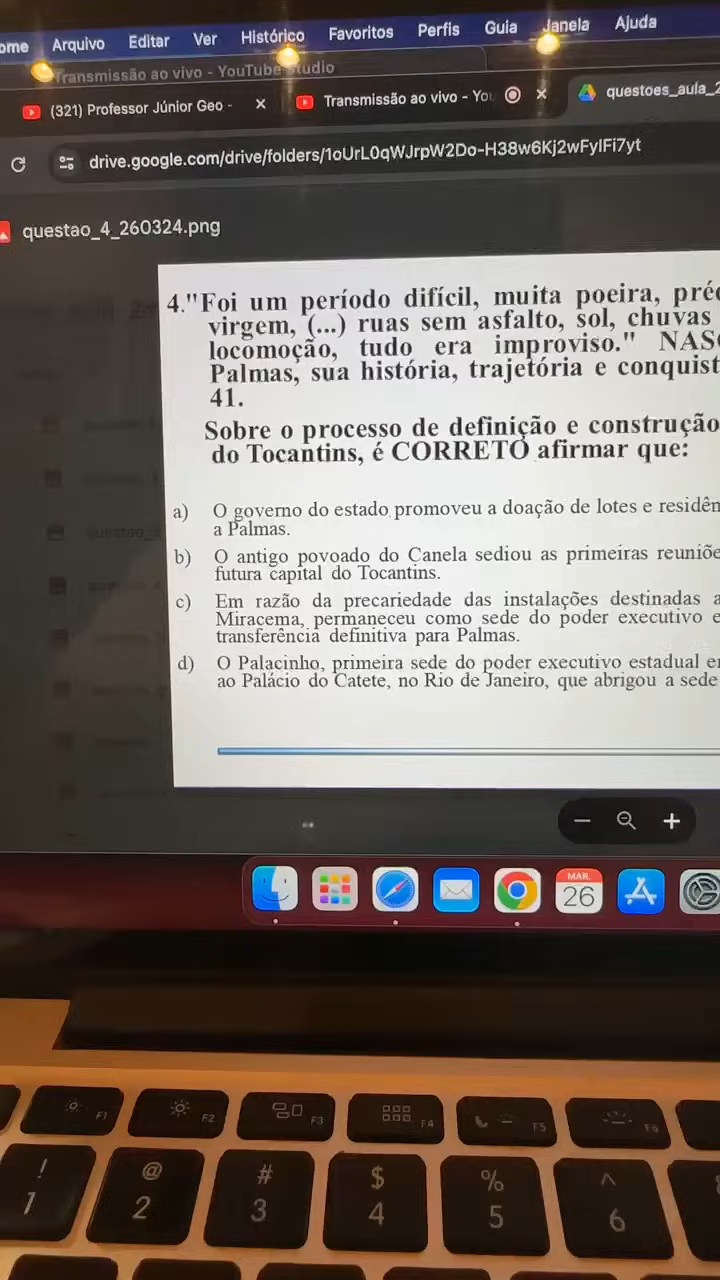 ome Arquivo Editar Ver Histórico Favoritos Perfis Guia Janela Ajuda
Transmissão ao vivo - YouTube Studio
(321) Professor Júnior Geo - × Transmissão ao vivo - You × questoes_aula_2
drive.google.com/drive/folders/1oUrL0qWJrpW2Do-H38w6Kj2wFylFi7yt
questao_4_260324.png
4."Foi um período difícil, muita poeira, préd
virgem, (...) ruas sem asfalto, sol, chuvas
locomoção, tudo era improviso." NASC
Palmas, sua história, trajetória e conquist
41.
Sobre o processo de definição e construção
do Tocantins, é CORRETO afirmar que:
a) O governo do estado promoveu a doação de lotes e residên
a Palmas.
b) O antigo povoado do Canela sediou as primeiras reuniõe
futura capital do Tocantins.
c) Em razão da precariedade das instalações destinadas a
Miracema, permaneceu como sede do poder executivo e
transferência definitiva para Palmas.
d) O Palacinho, primeira sede do poder executivo estadual e
ao Palácio do Catete, no Rio de Janeiro, que abrigou a sede
MAR.
26
F1 F2 F3 F4 F5 F6
! @ # $ % ^
1 2 3 4 5 6